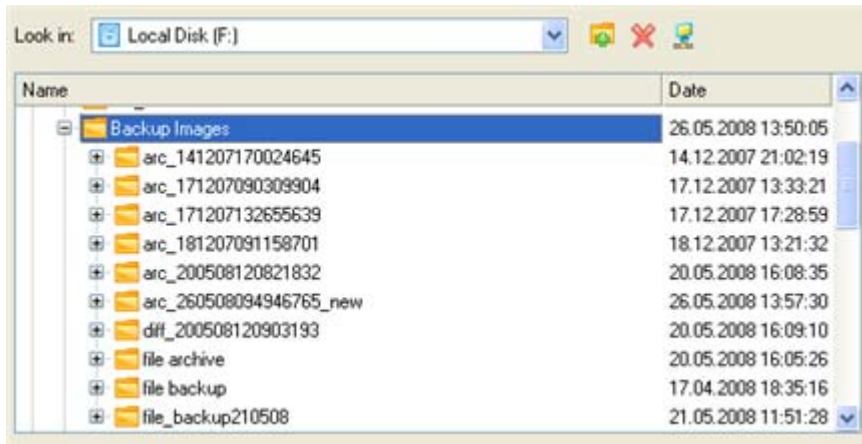 Look in: Local Disk (F:)
Name Date
Backup Images 26.05.2008 13:50:05
arc_141207170024645 14.12.2007 21:02:19
arc_171207090309904 17.12.2007 13:33:21
arc_171207132655639 17.12.2007 17:28:59
arc_181207091158701 18.12.2007 13:21:32
arc_200508120821832 20.05.2008 16:08:35
arc_260508094946765_new 26.05.2008 13:57:30
diff_200508120903193 20.05.2008 16:09:10
file archive 20.05.2008 16:05:26
file backup 17.04.2008 18:35:16
file_backup210508 21.05.2008 11:51:28